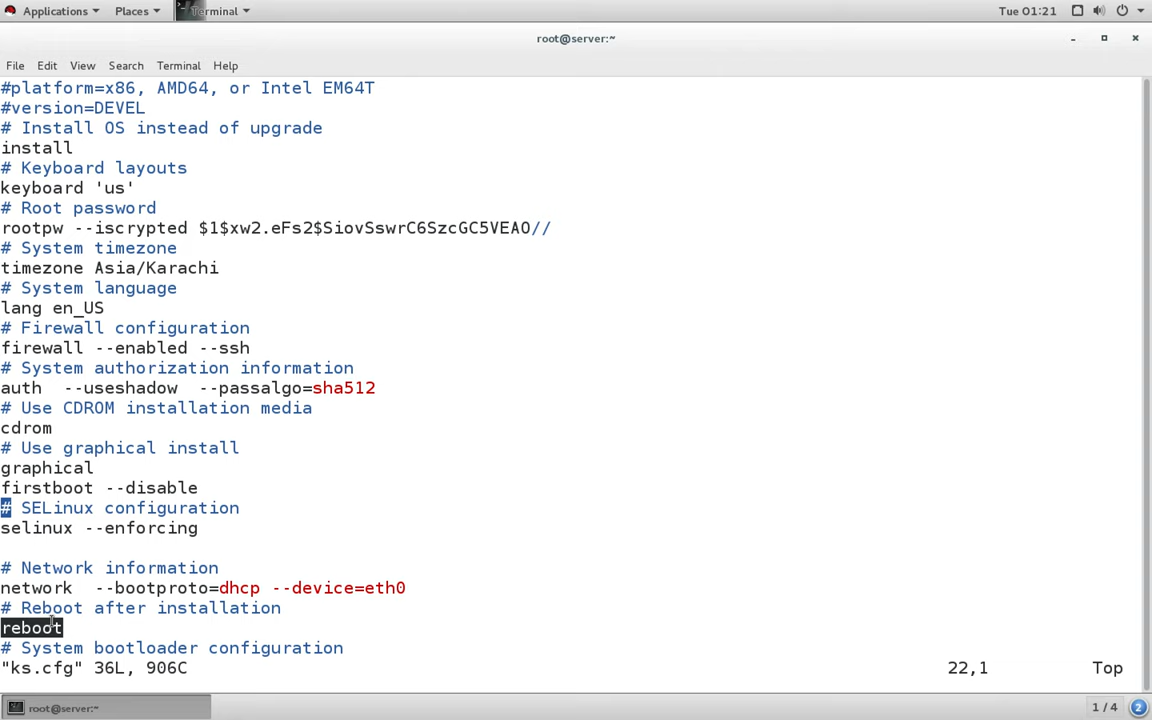 Applications Places Terminal Tue 01:21
root@server:~
File Edit View Search Terminal Help
#platform=x86, AMD64, or Intel EM64T
#version=DEVEL
# Install OS instead of upgrade
install
# Keyboard layouts
keyboard 'us'
# Root password
rootpw --iscrypted $1$xw2.eFs2$SiovSswrC6SzcGC5VEAO//
# System timezone
timezone Asia/Karachi
# System language
lang en_US
# Firewall configuration
firewall --enabled --ssh
# System authorization information
auth  --useshadow  --passalgo=sha512
# Use CDROM installation media
cdrom
# Use graphical install
graphical
firstboot --disable
# SELinux configuration
selinux --enforcing
# Network information
network  --bootproto=dhcp --device=eth0
# Reboot after installation
reboot
# System bootloader configuration
"ks.cfg" 36L, 906C 22,1 Top
root@server:~ 1 / 4 2